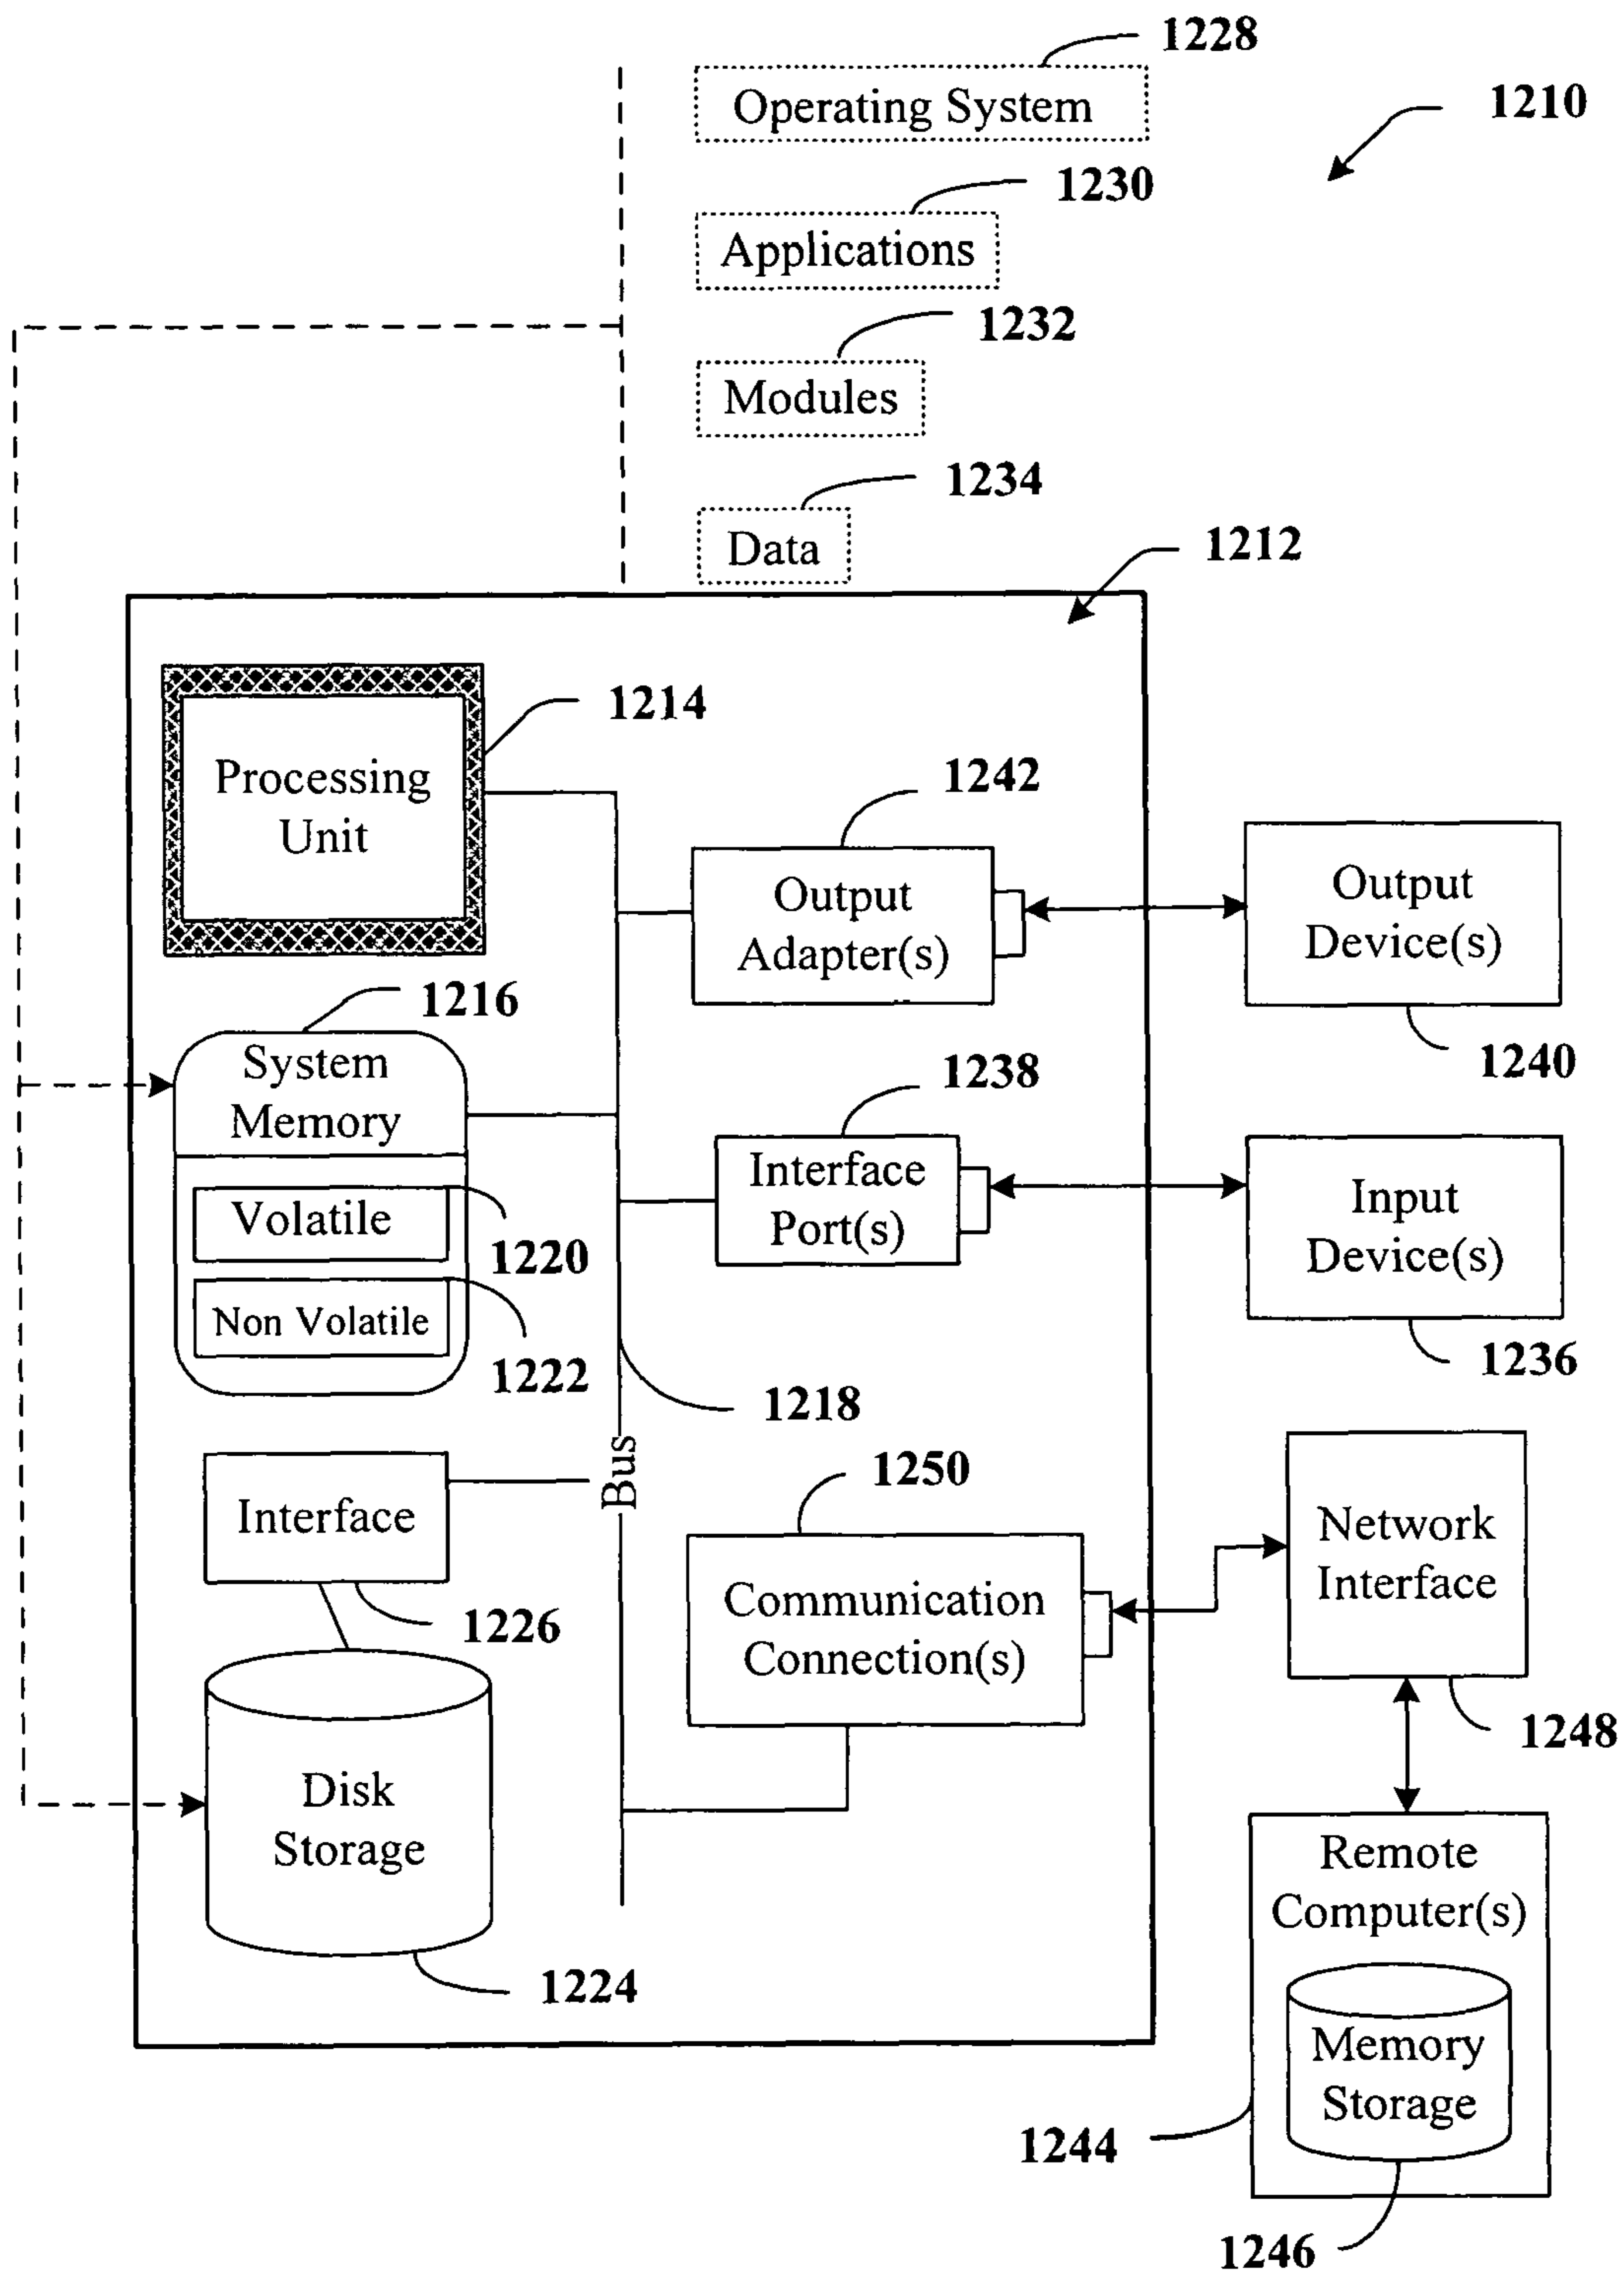 1228
Operating System
1210
1230
Applications
1232
Modules
1234
Data
1212
1214
Processing
Unit
1242
Output
Adapter(s)
Output
Device(s)
1240
1216
System
Memory
1238
Interface
Port(s)
Input
Device(s)
1236
Volatile
1220
Non Volatile
1222
1218
Bus
Interface
1226
1250
Communication
Connection(s)
Network
Interface
1248
Disk
Storage
1224
Remote
Computer(s)
Memory
Storage
1244
1246